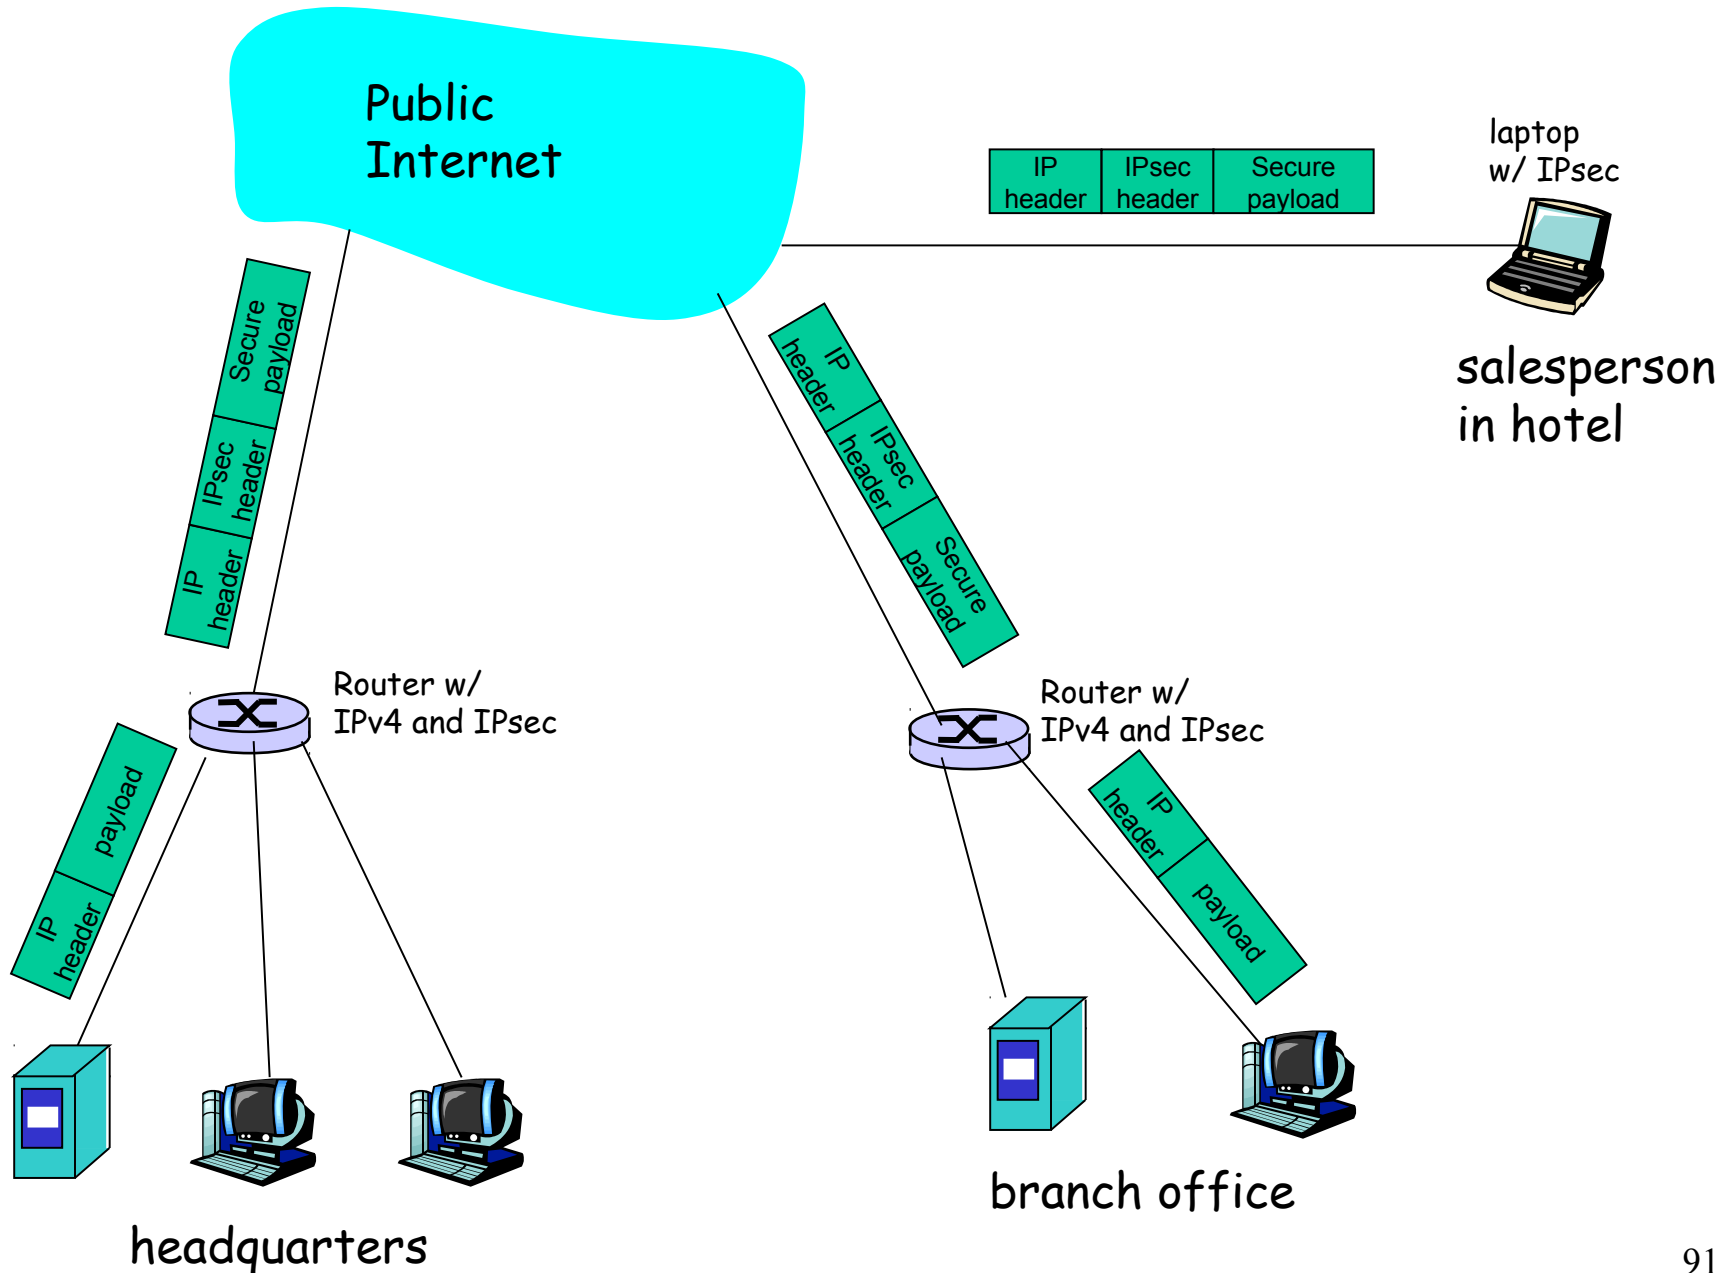 Public
Internet
IP
header
IPsec
header
Secure
payload
laptop
w/ IPsec
salesperson
in hotel
Secure
payload
IPsec
header
IP
header
IP
header
IPsec
header
Secure
payload
Router w/
IPv4 and IPsec
Router w/
IPv4 and IPsec
payload
IP
header
IP
header
payload
branch office
headquarters
91